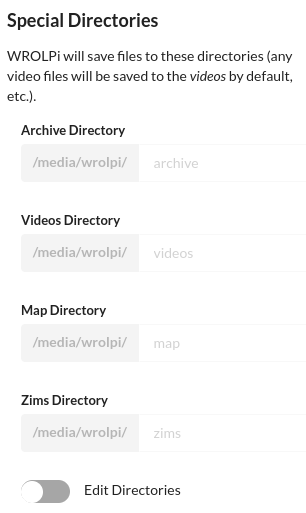 Special Directories
WROLPi will save files to these directories (any
video files will be saved to the videos by default,
etc.).
Archive Directory
/media/wrolpi/ archive
Videos Directory
/media/wrolpi/ videos
Map Directory
/media/wrolpi/ map
Zims Directory
/media/wrolpi/ zims
Edit Directories